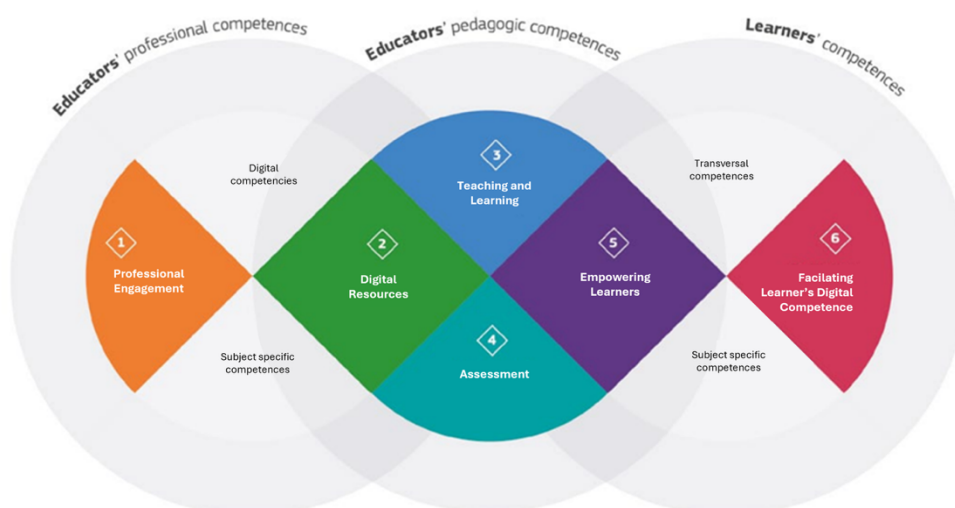 Educators' professional competences
Educators' pedagogic competences
Learners' competences
Digital
competencies
Transversal
competences
1
Professional
Engagement
2
Digital
Resources
3
Teaching and
Learning
4
Assessment
5
Empowering
Learners
6
Facilating
Learner's Digital
Competence
Subject specific
competences
Subject specific
competences